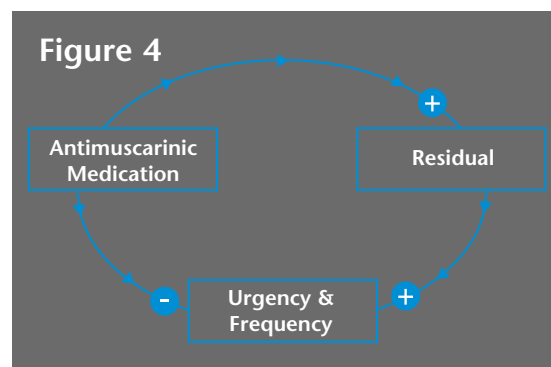 Figure 4
+
Antimuscarinic
Medication
Residual
-
Urgency &
Frequency
+